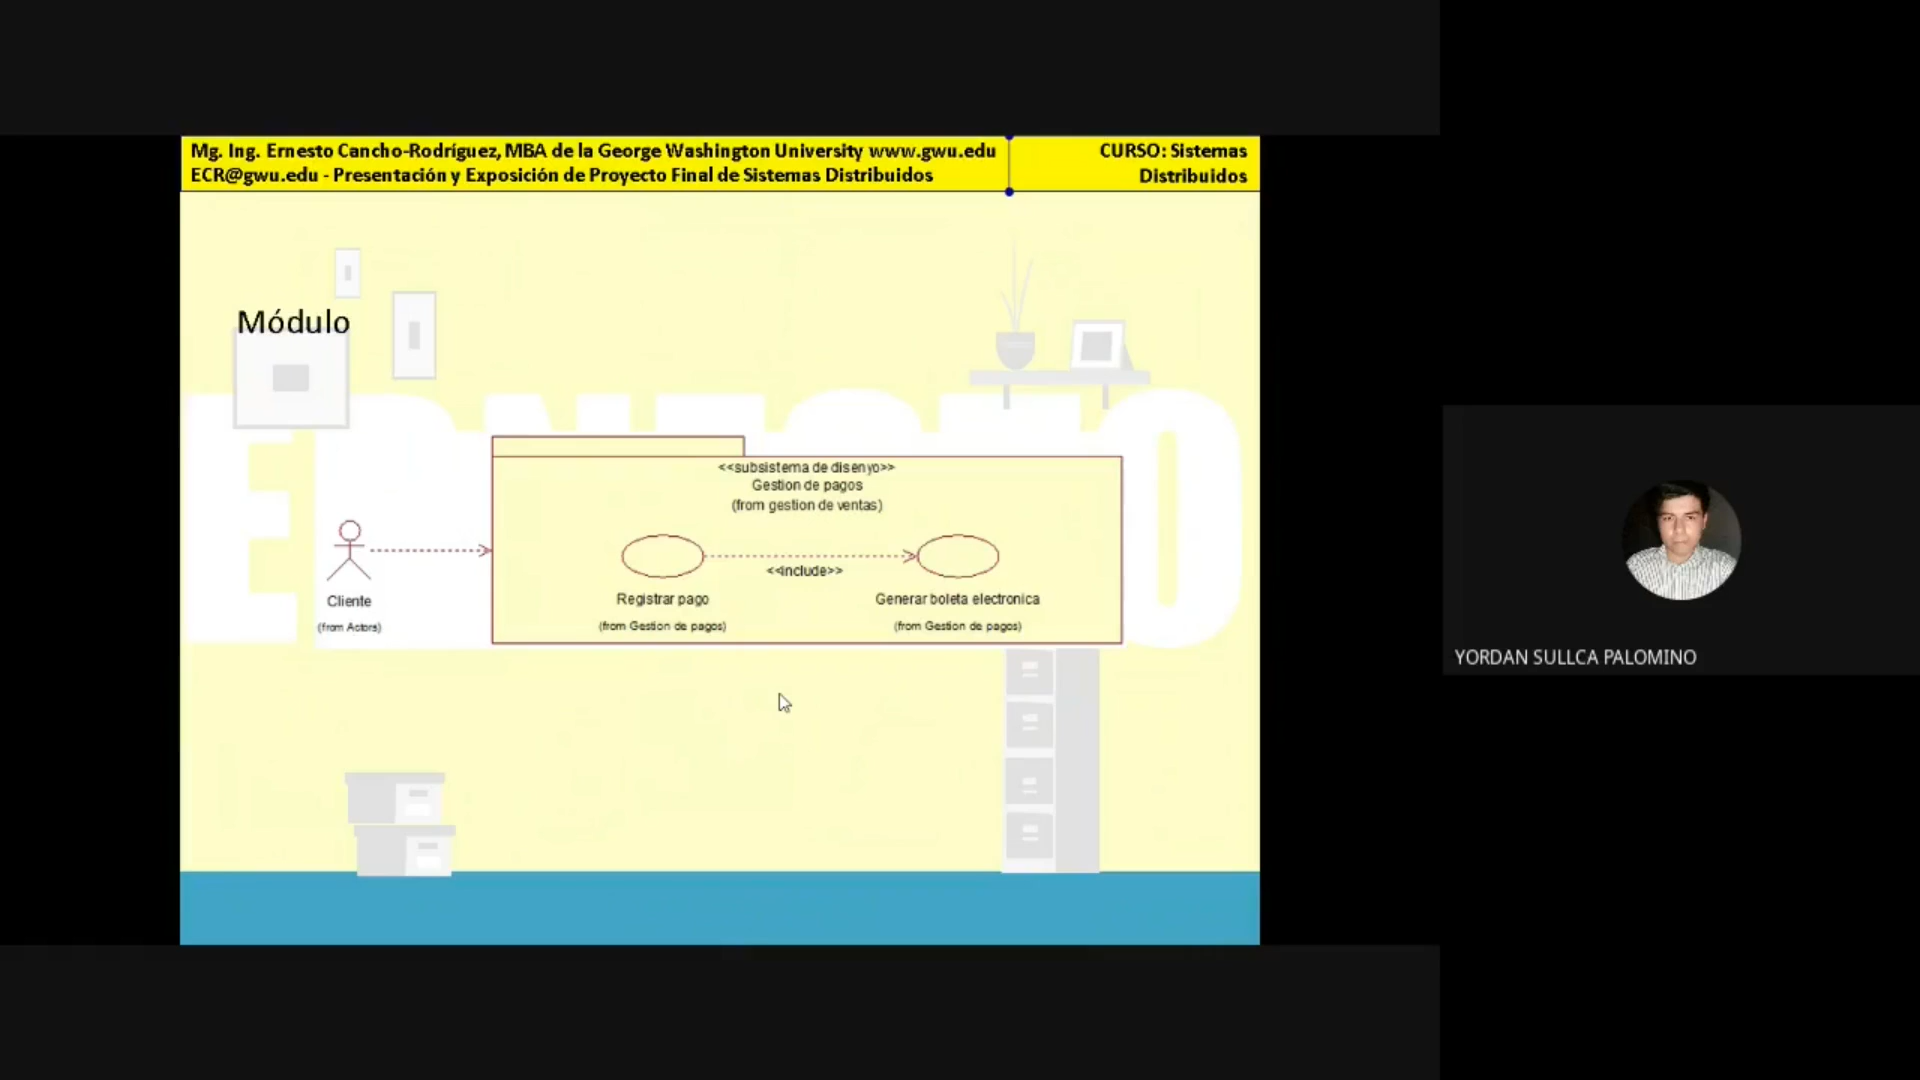 Mg. Ing. Ernesto Cancho-Rodríguez, MBA de la George Washington University www.gwu.edu
ECR@gwu.edu - Presentación y Exposición de Proyecto Final de Sistemas Distribuidos
CURSO: Sistemas
Distribuidos
Módulo
ERNESTO
<<subsistema de disenyo>>
Gestion de pagos
(from gestion de ventas)
<<include>>
Cliente
(from Actors)
Registrar pago
(from Gestion de pagos)
Generar boleta electronica
(from Gestion de pagos)
YORDAN SULLCA PALOMINO